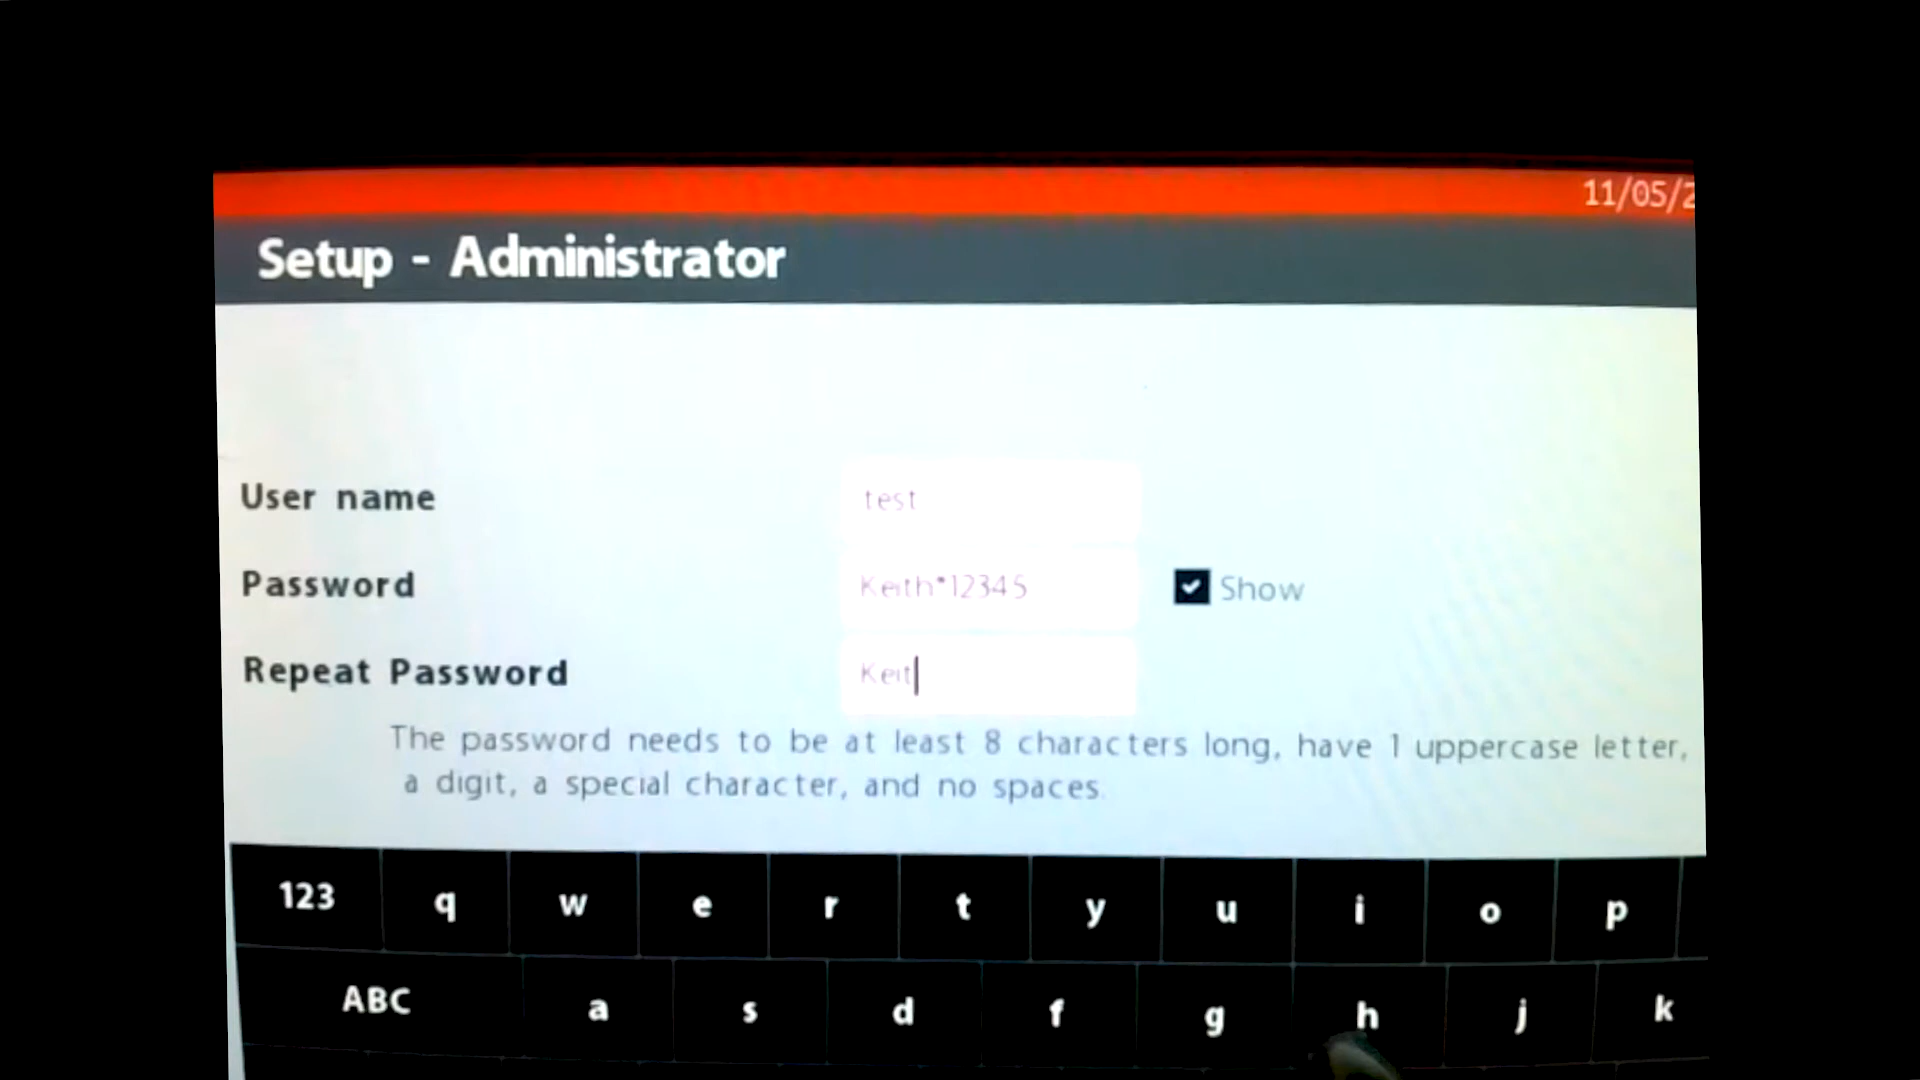 11/05/2
Setup - Administrator
User name
test
Password
Keith*12345
Show
Repeat Password
Keit
The password needs to be at least 8 characters long, have 1 uppercase letter,
a digit, a special character, and no spaces.
123 q w e r t y u i o p
ABC a s d f g h j k